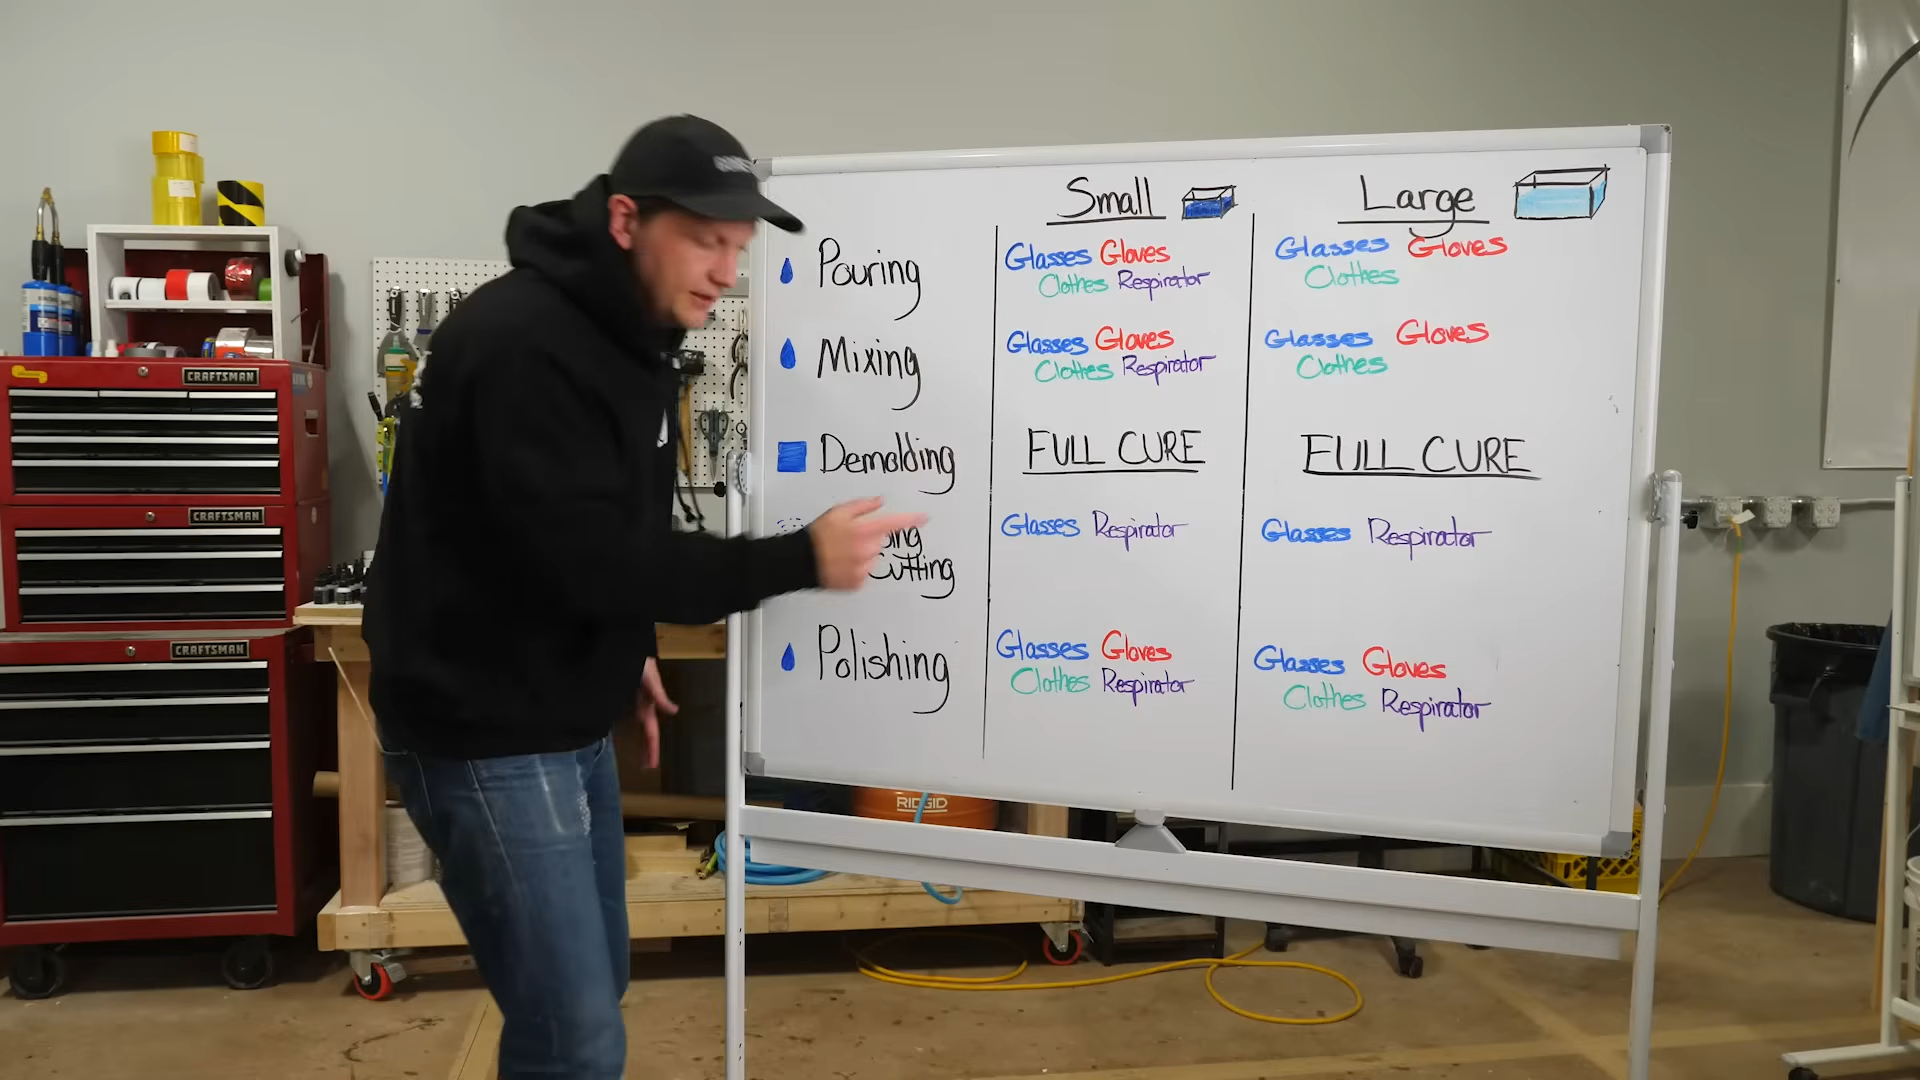 Small
Large
Pouring
Glasses Gloves
Clothes Respirator
Glasses Gloves
Clothes
Mixing
Glasses Gloves
Clothes Respirator
Glasses Gloves
Clothes
Demolding
FULL CURE
FULL CURE
Cutting
Glasses Respirator
Glasses Respirator
Polishing
Glasses Gloves
Clothes Respirator
Glasses Gloves
Clothes Respirator
CRAFTSMAN
CRAFTSMAN
CRAFTSMAN
RIDGID